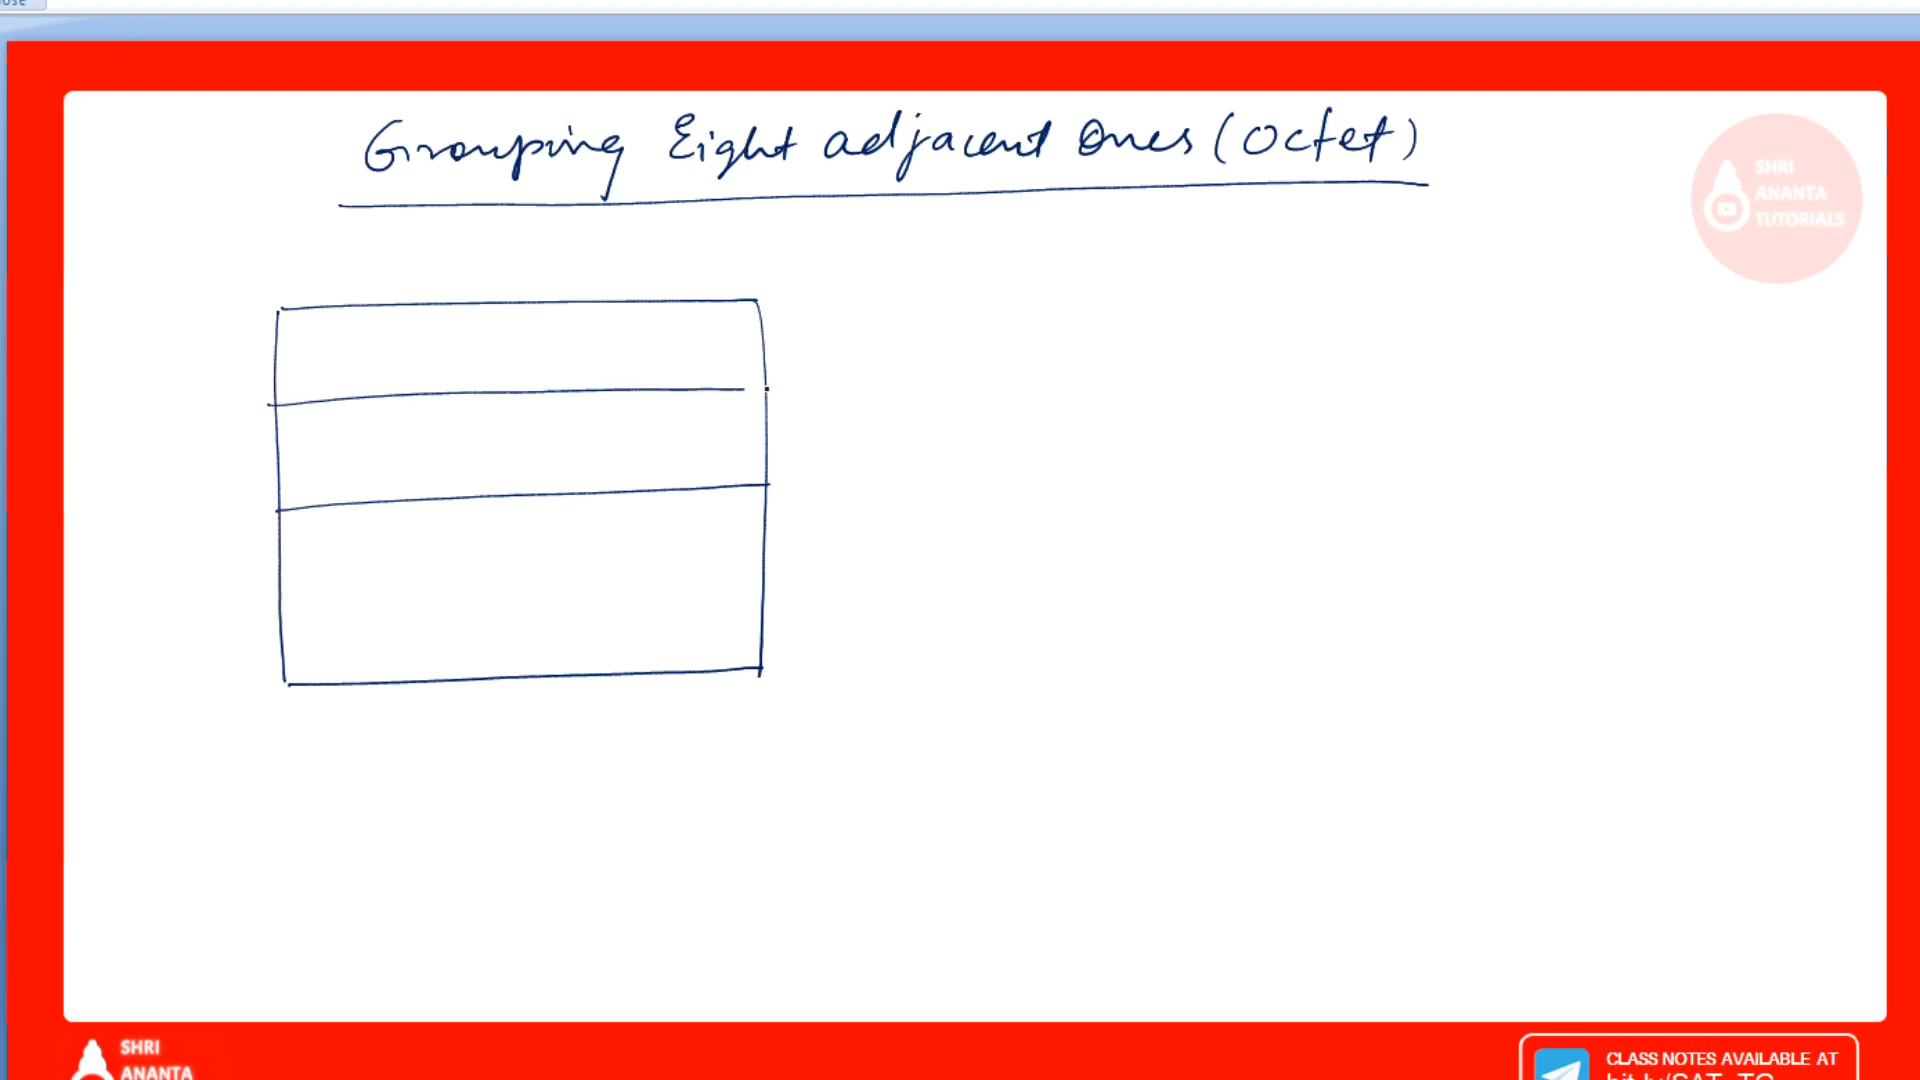 Grouping Eight adjacent Ones (Octet)
SHRI
ANANTA
TUTORIALS
SHRI
ANANTA
CLASS NOTES AVAILABLE AT